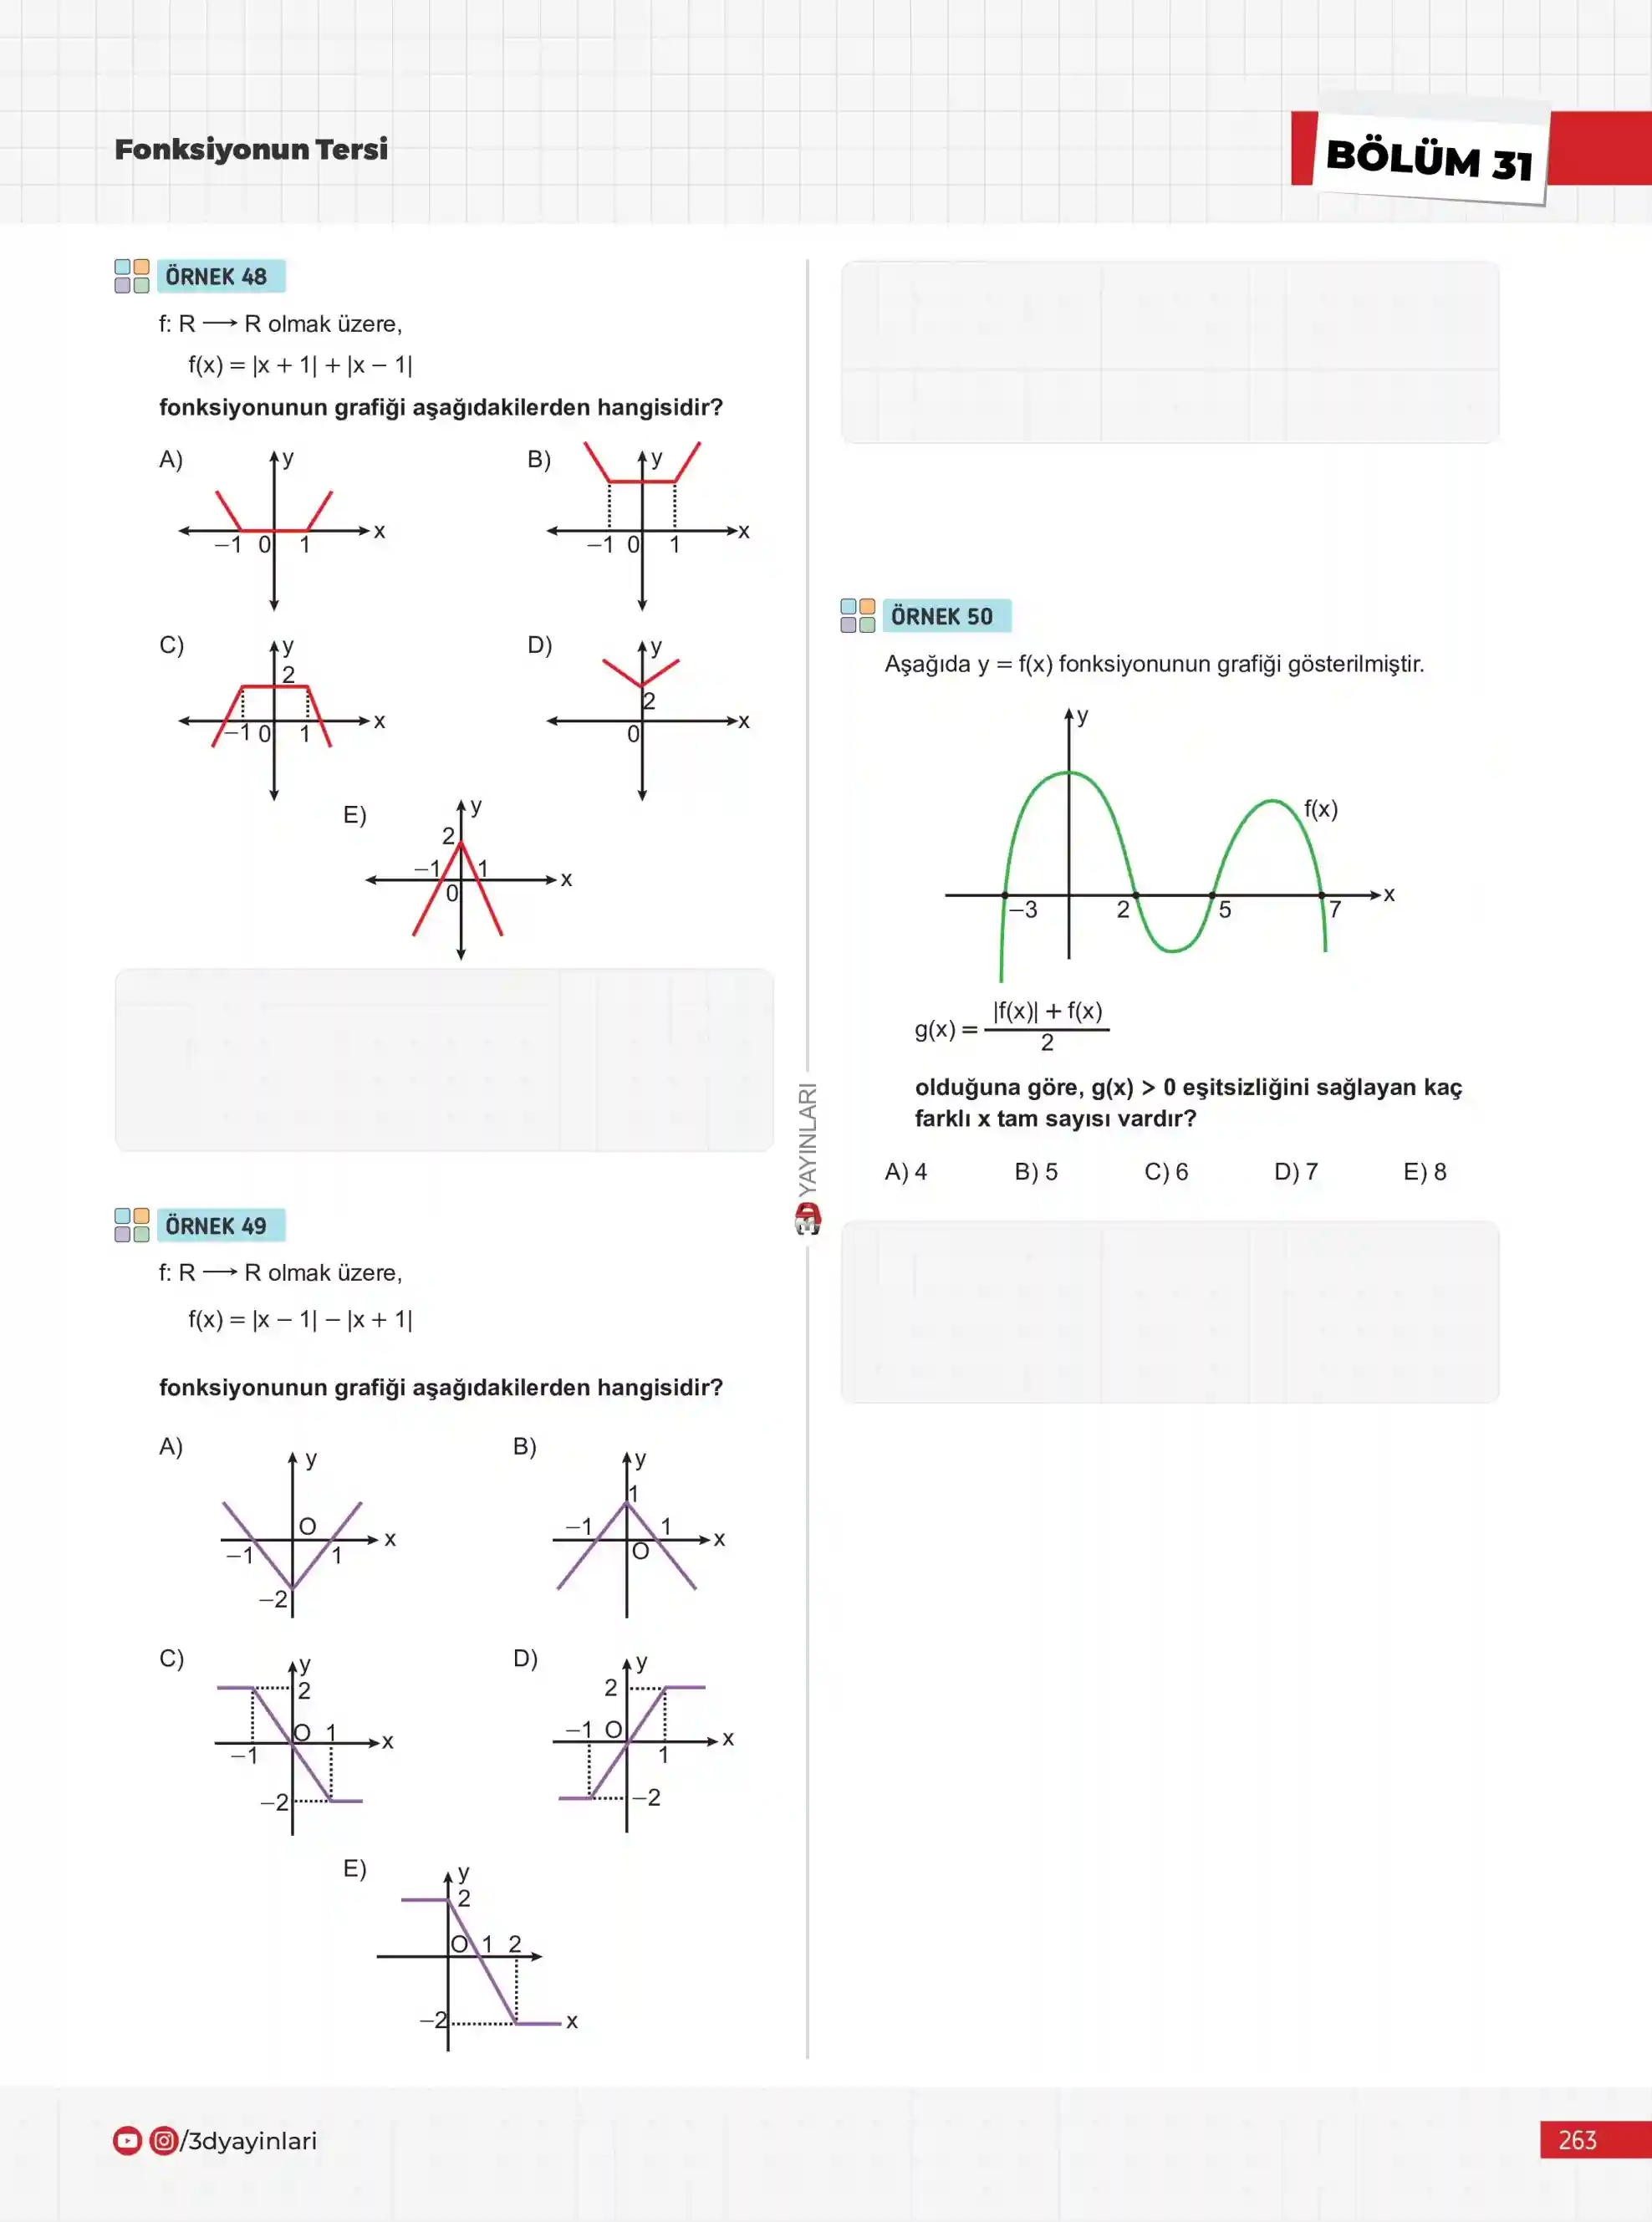 Fonksiyonun Tersi
BÖLÜM 31
ÖRNEK 48
f: R ⟶ R olmak üzere,
f(x) = |x + 1| + |x − 1|
fonksiyonunun grafiği aşağıdakilerden hangisidir?
A)
y
x
−1 0 1
B)
y
x
−1 0 1
C)
y
2
x
−1 0 1
D)
y
2
x
0
E)
y
2
−1 1
x
0
ÖRNEK 49
f: R ⟶ R olmak üzere,
f(x) = |x − 1| − |x + 1|
fonksiyonunun grafiği aşağıdakilerden hangisidir?
A)
y
O
x
−1 1
−2
B)
y
1
−1 1
x
O
C)
y
2
O 1
x
−1
−2
D)
y
2
−1 O
x
1
−2
E)
y
2
O 1 2
−2
x
YAYINLARI
ÖRNEK 50
Aşağıda y = f(x) fonksiyonunun grafiği gösterilmiştir.
y
f(x)
x
−3 2 5 7
g(x) = |f(x)| + f(x)
2
olduğuna göre, g(x) > 0 eşitsizliğini sağlayan kaç
farklı x tam sayısı vardır?
A) 4 B) 5 C) 6 D) 7 E) 8
/3dyayinlari
263